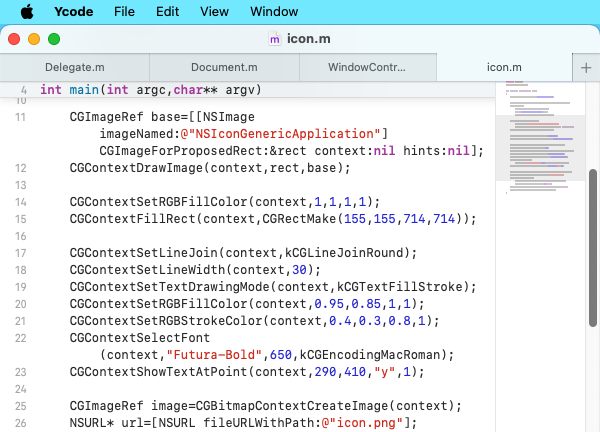 Ycode File Edit View Window
m icon.m
Delegate.m Document.m WindowContr... icon.m +
4 int main(int argc,char** argv)
10
11 CGImageRef base=[[NSImage
imageNamed:@"NSIconGenericApplication"]
CGImageForProposedRect:&rect context:nil hints:nil];
12 CGContextDrawImage(context,rect,base);
13
14 CGContextSetRGBFillColor(context,1,1,1,1);
15 CGContextFillRect(context,CGRectMake(155,155,714,714));
16
17 CGContextSetLineJoin(context,kCGLineJoinRound);
18 CGContextSetLineWidth(context,30);
19 CGContextSetTextDrawingMode(context,kCGTextFillStroke);
20 CGContextSetRGBFillColor(context,0.95,0.85,1,1);
21 CGContextSetRGBStrokeColor(context,0.4,0.3,0.8,1);
22 CGContextSelectFont
(context,"Futura-Bold",650,kCGEncodingMacRoman);
23 CGContextShowTextAtPoint(context,290,410,"y",1);
24
25 CGImageRef image=CGBitmapContextCreateImage(context);
26 NSURL* url=[NSURL fileURLWithPath:@"icon.png"];